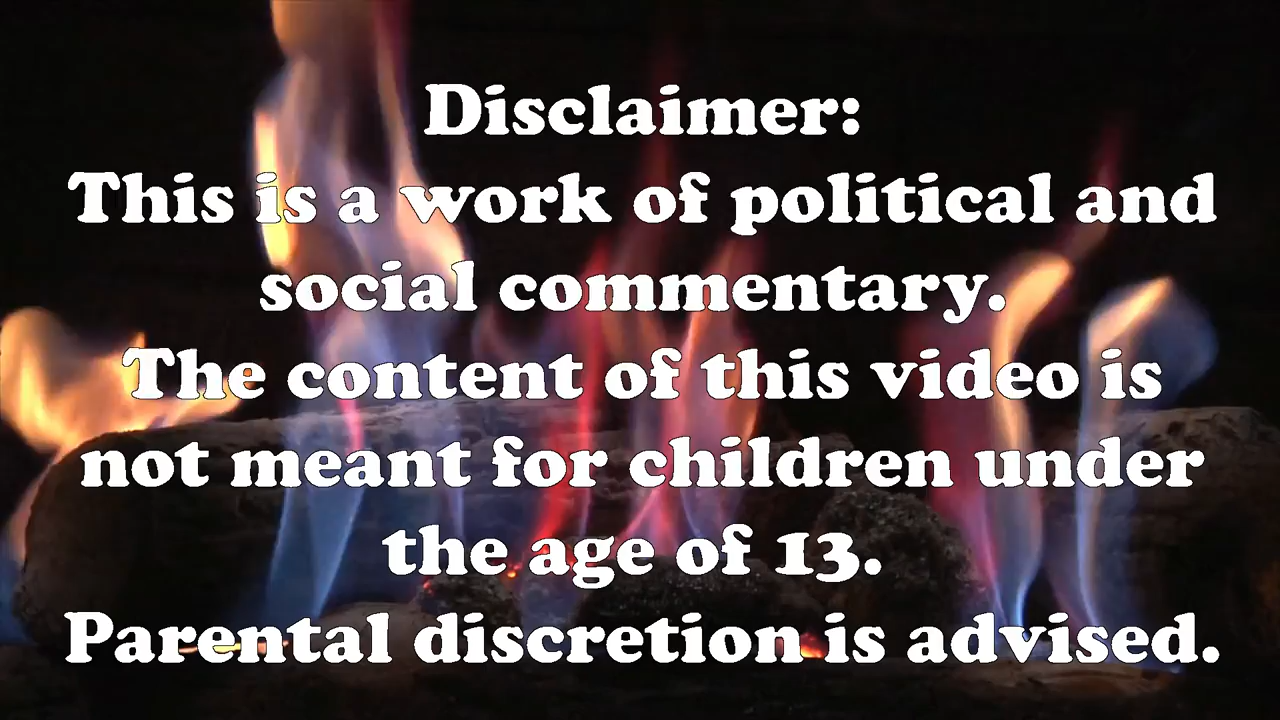 Disclaimer:
This is a work of political and
social commentary.
The content of this video is
not meant for children under
the age of 13.
Parental discretion is advised.